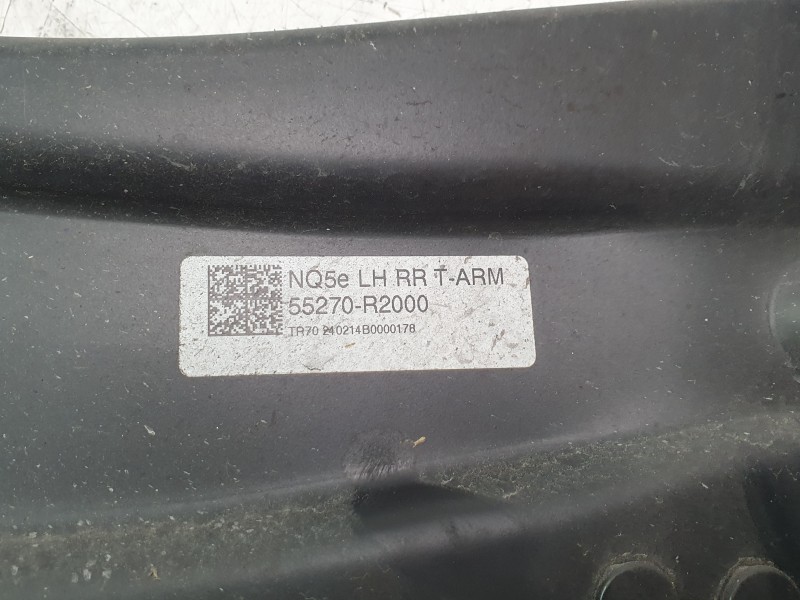 NQ5e LH RR T-ARM
55270-R2000
TR70 240214B0000178